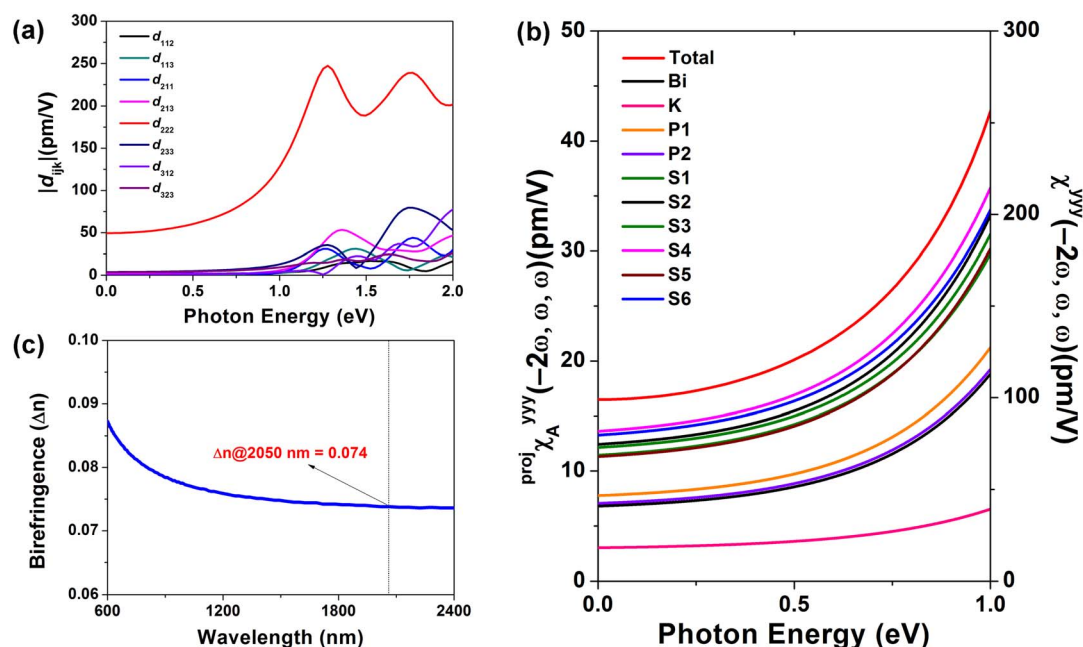 (a)
d112
d113
d211
d213
d222
d233
d312
d323
300
250
200
150
100
50
0
|dijk|(pm/V)
0.0 0.5 1.0 1.5 2.0
Photon Energy (eV)
(b)
Total
Bi
K
P1
P2
S1
S2
S3
S4
S5
S6
50
40
30
20
10
0
proj χA yyy (−2ω, ω, ω)(pm/V)
300
200
100
0
χyyy(−2ω, ω, ω)(pm/V)
0.0 0.5 1.0
Photon Energy (eV)
(c)
0.10
0.09
0.08
0.07
0.06
Birefringence (Δn)
Δn@2050 nm = 0.074
600 1200 1800 2400
Wavelength (nm)